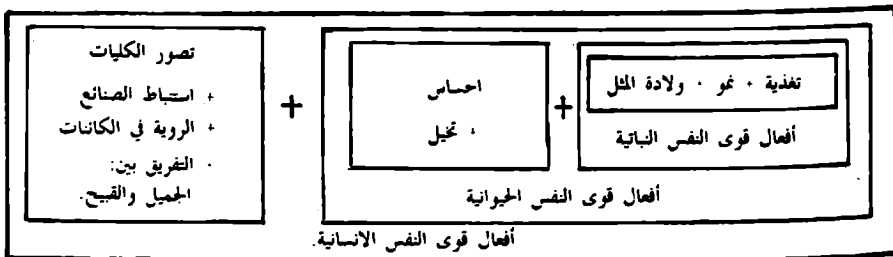 تغذية + نمو + ولادة المثل
أفعال قوى النفس النباتية
+
احساس
+ تخيل
أفعال قوى النفس الحيوانية
+
تصور الكليات
+ استنباط الصنائع
+ الروية في الكائنات
+ التفريق بين:
الجميل والقبيح.
أفعال قوى النفس الانسانية.